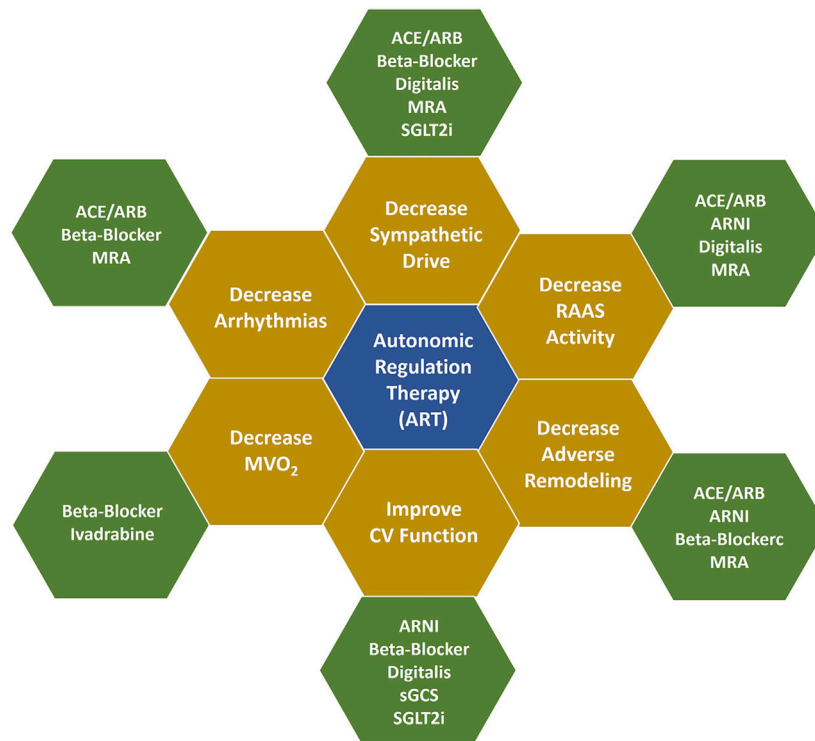 ACE/ARB
Beta-Blocker
Digitalis
MRA
SGLT2i
Decrease
Sympathetic
Drive
ACE/ARB
Beta-Blocker
MRA
Decrease
Arrhythmias
ACE/ARB
ARNI
Digitalis
MRA
Decrease
RAAS
Activity
Autonomic
Regulation
Therapy
(ART)
Decrease
MVO₂
Beta-Blocker
Ivadrabine
Decrease
Adverse
Remodeling
ACE/ARB
ARNI
Beta-Blockerc
MRA
Improve
CV Function
ARNI
Beta-Blocker
Digitalis
sGCS
SGLT2i